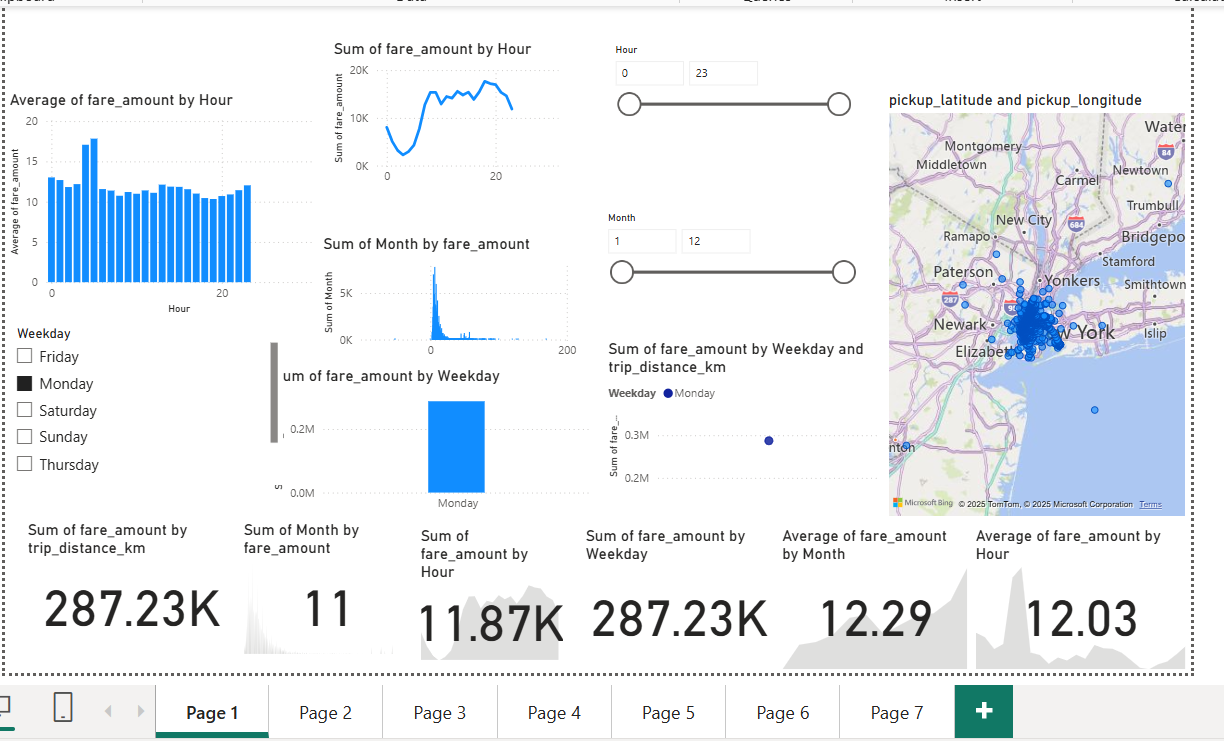 Data
Queries
Insert
Sum of fare_amount by Hour
Sum of fare_amount
20K
10K
0K
0
20
Hour
0
23
Average of fare_amount by Hour
Average of fare_amount
20
15
10
5
0
0
20
Hour
pickup_latitude and pickup_longitude
Water
84
Montgomery
Middletown
Newtown
Carmel
Trumbull
New City
684
Ramapo
Bridgepo
Stamford
Paterson
Yonkers
Smithtown
287
Newark
York
Islip
Elizabet
nton
Microsoft Bing
© 2025 TomTom, © 2025 Microsoft Corporation
Terms
Month
1
12
Sum of Month by fare_amount
Sum of Month
5K
0K
0
200
Weekday
Friday
Monday
Saturday
Sunday
Thursday
um of fare_amount by Weekday
0.2M
0.0M
Monday
Sum of fare_amount by Weekday and
trip_distance_km
Weekday
Monday
Sum of fare_
0.3M
0.2M
Sum of fare_amount by
trip_distance_km
287.23K
Sum of Month by
fare_amount
11
Sum of
fare_amount by
Hour
11.87K
Sum of fare_amount by
Weekday
287.23K
Average of fare_amount
by Month
12.29
Average of fare_amount by
Hour
12.03
Page 1
Page 2
Page 3
Page 4
Page 5
Page 6
Page 7
+